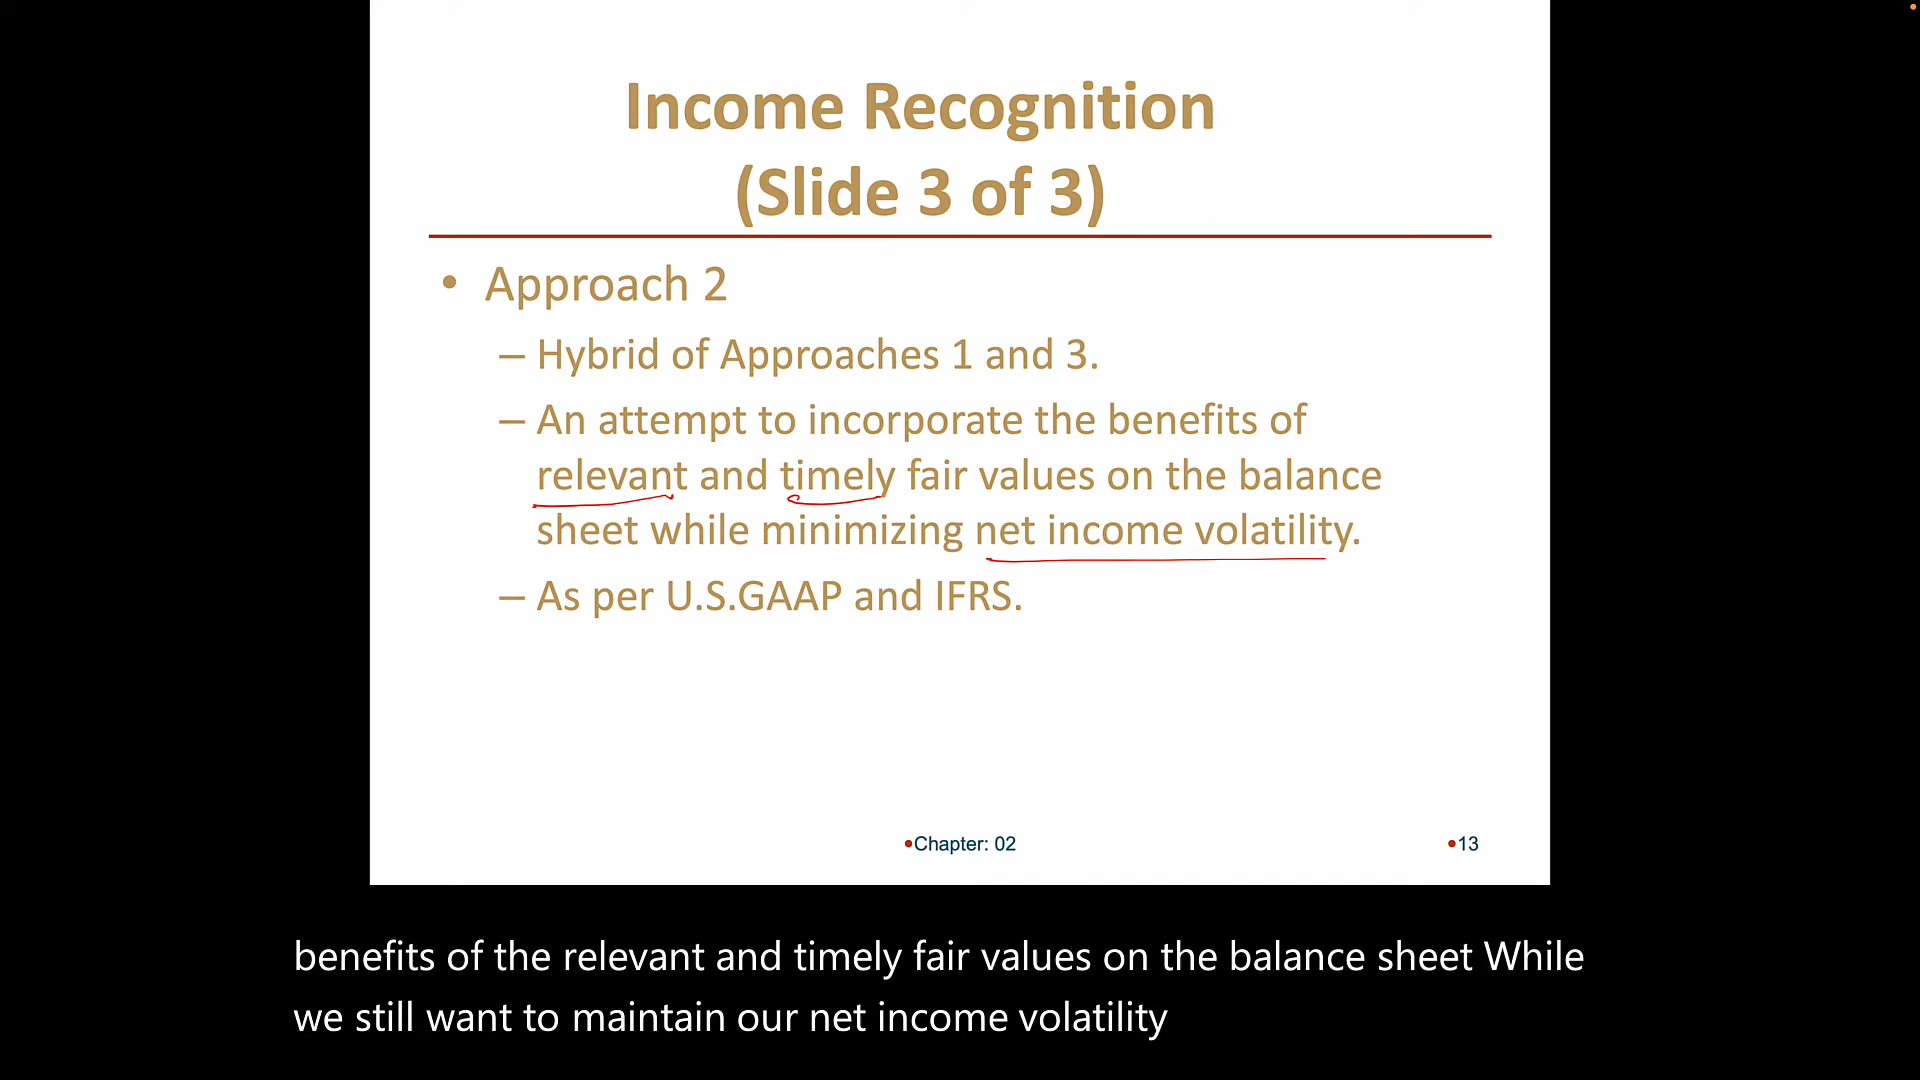 Income Recognition
(Slide 3 of 3)
• Approach 2
– Hybrid of Approaches 1 and 3.
– An attempt to incorporate the benefits of
relevant and timely fair values on the balance
sheet while minimizing net income volatility.
– As per U.S.GAAP and IFRS.
•Chapter: 02
•13
benefits of the relevant and timely fair values on the balance sheet While
we still want to maintain our net income volatility